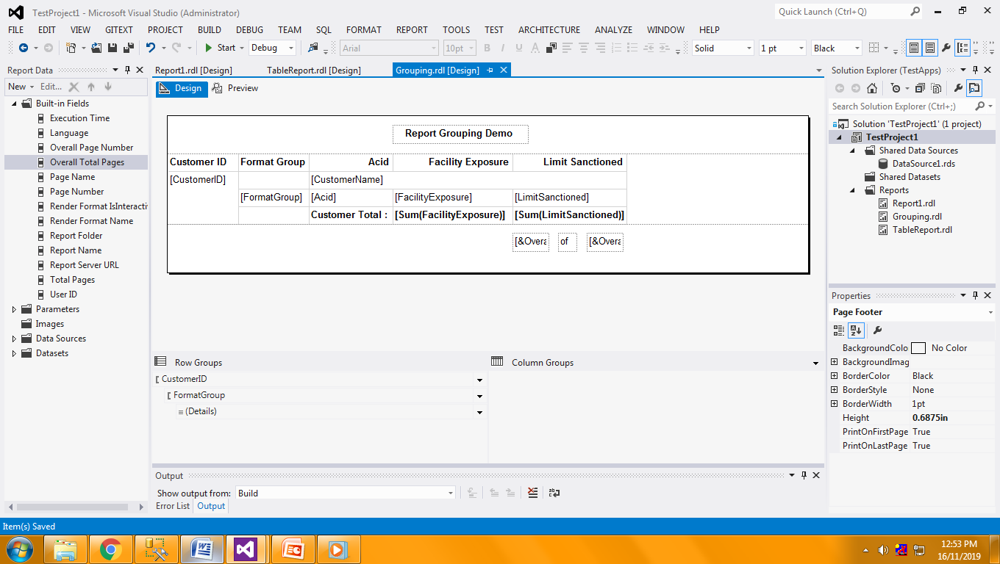 TestProject1 - Microsoft Visual Studio (Administrator)
Quick Launch (Ctrl+Q)
FILE EDIT VIEW GITEXT PROJECT BUILD DEBUG TEAM SQL FORMAT REPORT TOOLS TEST ARCHITECTURE ANALYZE WINDOW HELP
Start Debug Arial 10pt B I U A Solid 1 pt Black
Report Data
New Edit...
Built-in Fields
Execution Time
Language
Overall Page Number
Overall Total Pages
Page Name
Page Number
Render Format IsInteracti
Render Format Name
Report Folder
Report Name
Report Server URL
Total Pages
User ID
Parameters
Images
Data Sources
Datasets
Report1.rdl [Design] TableReport.rdl [Design] Grouping.rdl [Design]
Design Preview
Report Grouping Demo
Customer ID Format Group Acid Facility Exposure Limit Sanctioned
[CustomerID] [CustomerName]
[FormatGroup] [Acid] [FacilityExposure] [LimitSanctioned]
Customer Total : [Sum(FacilityExposure)] [Sum(LimitSanctioned)]
[&Overa of [&Overa
Row Groups Column Groups
CustomerID
FormatGroup
(Details)
Output
Show output from: Build
Error List Output
Solution Explorer (TestApps)
Search Solution Explorer (Ctrl+;)
Solution 'TestProject1' (1 project)
TestProject1
Shared Data Sources
DataSource1.rds
Shared Datasets
Reports
Report1.rdl
Grouping.rdl
TableReport.rdl
Properties
Page Footer
BackgroundColo No Color
BackgroundImag
BorderColor Black
BorderStyle None
BorderWidth 1pt
Height 0.6875in
PrintOnFirstPage True
PrintOnLastPage True
Item(s) Saved
12:53 PM
16/11/2019